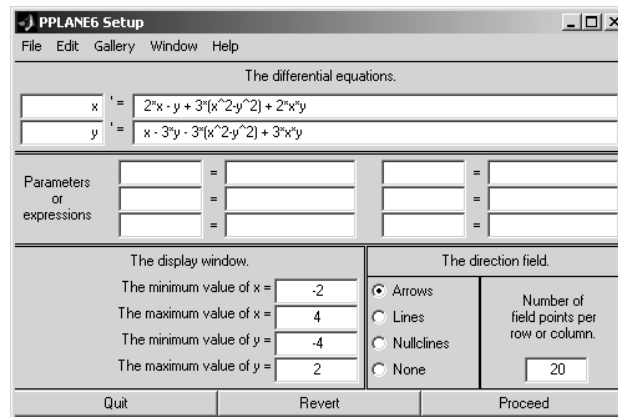 PPLANE6 Setup
File Edit Gallery Window Help
The differential equations.
x ' = 2*x - y + 3*(x^2-y^2) + 2*x*y
y ' = x - 3*y - 3*(x^2-y^2) + 3*x*y
Parameters
or
expressions
= =
= =
= =
The display window.
The minimum value of x = -2
The maximum value of x = 4
The minimum value of y = -4
The maximum value of y = 2
The direction field.
Arrows
Lines
Nullclines
None
Number of
field points per
row or column.
20
Quit Revert Proceed